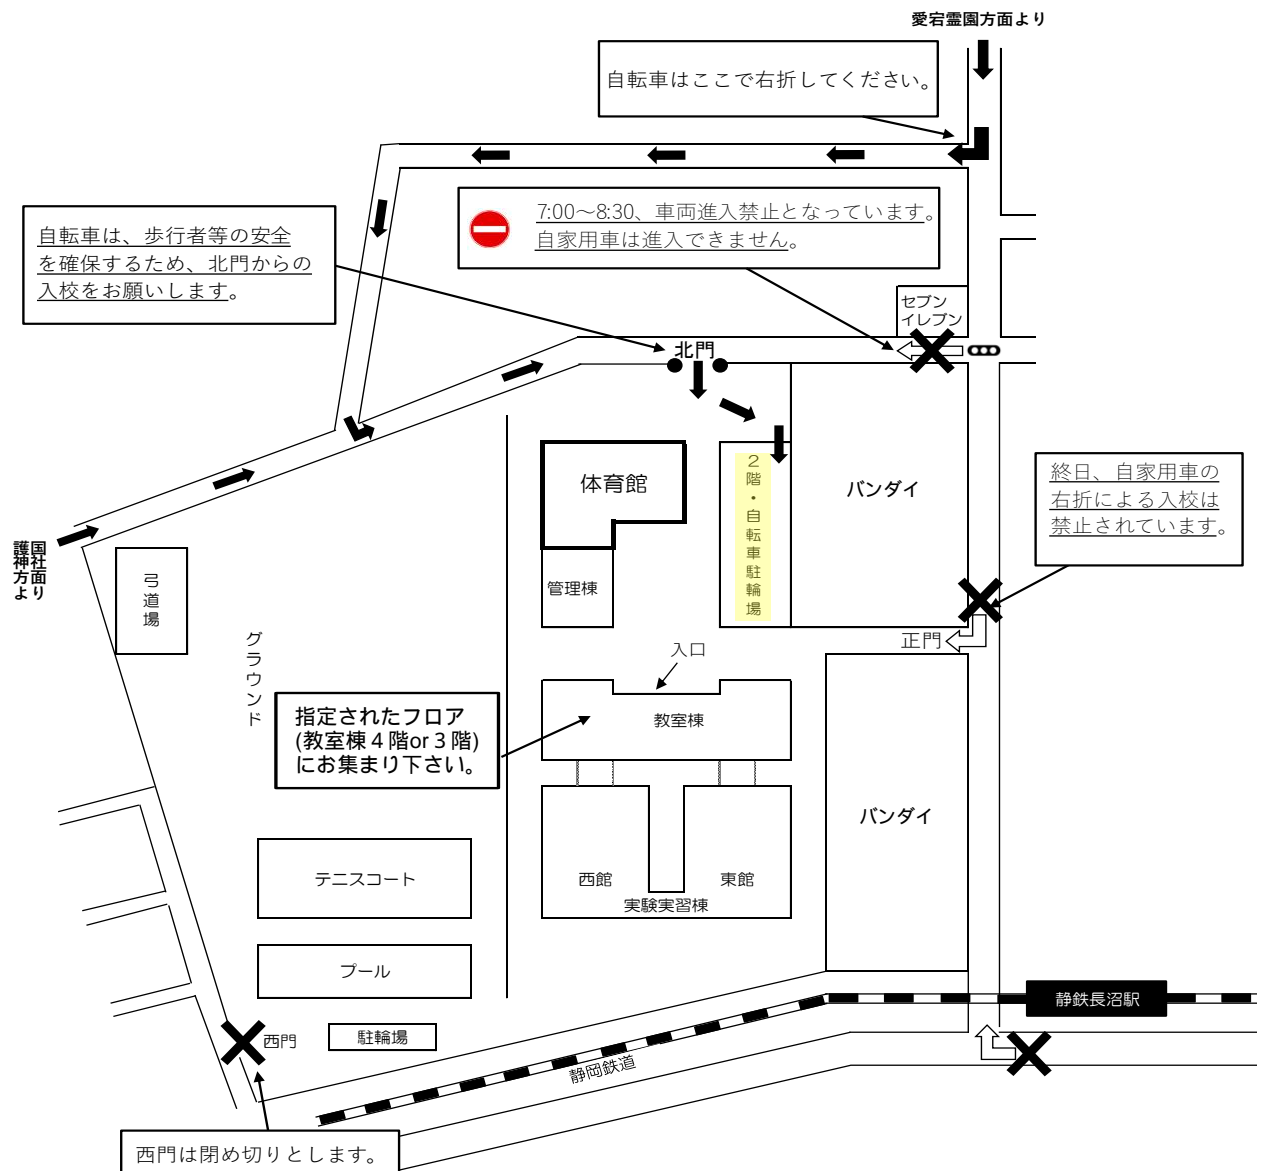 愛宕霊園方面より
自転車はここで右折してください。
7:00～8:30、車両進入禁止となっています。
自家用車は進入できません。
自転車は、歩行者等の安全
を確保するため、北門からの
入校をお願いします。
セブン
イレブン
北門
体育館
２階・自転車駐輪場
バンダイ
終日、自家用車の
右折による入校は
禁止されています。
護国神社方面より
弓道場
管理棟
グラウンド
入口
正門
指定されたフロア
(教室棟４階or３階)
にお集まり下さい。
教室棟
バンダイ
テニスコート
西館
東館
実験実習棟
プール
静鉄長沼駅
西門
駐輪場
静岡鉄道
西門は閉め切りとします。